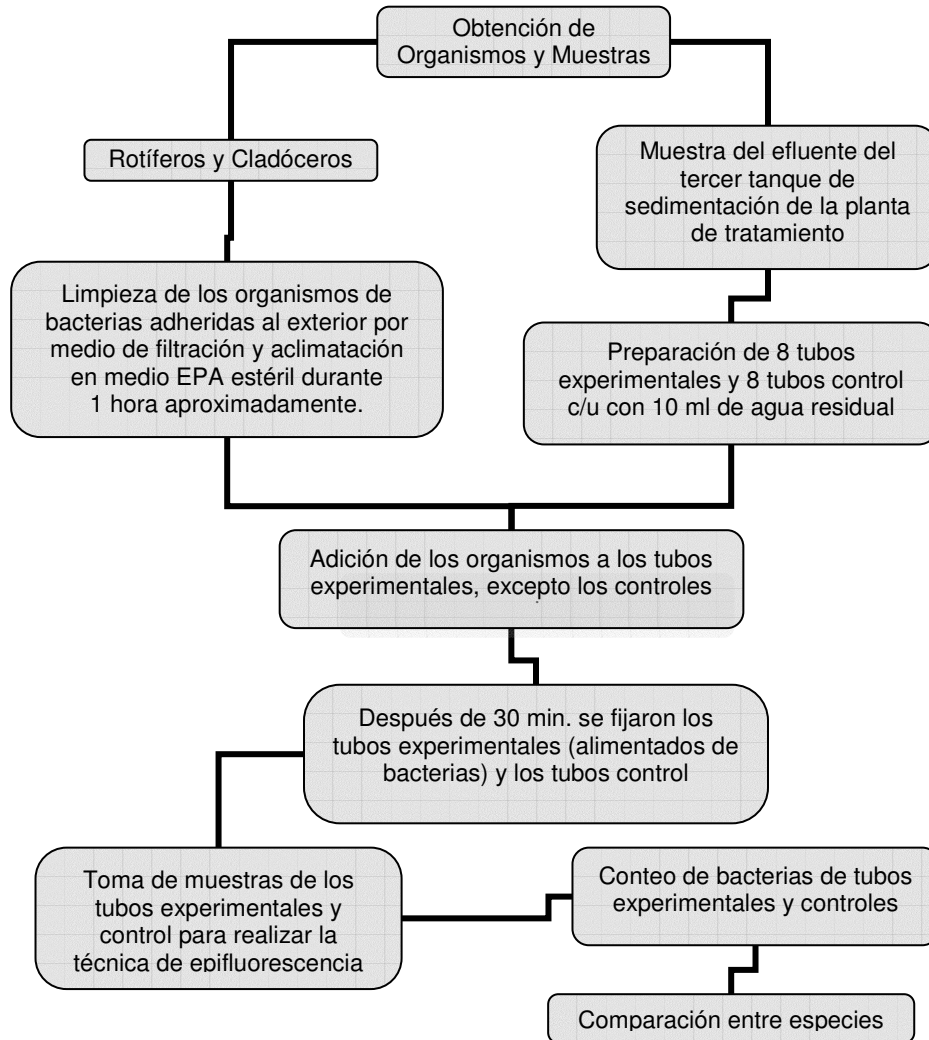 Obtención de
Organismos y Muestras
Rotíferos y Cladóceros
Muestra del efluente del
tercer tanque de
sedimentación de la planta
de tratamiento
Limpieza de los organismos de
bacterias adheridas al exterior por
medio de filtración y aclimatación
en medio EPA estéril durante
1 hora aproximadamente.
Preparación de 8 tubos
experimentales y 8 tubos control
c/u con 10 ml de agua residual
Adición de los organismos a los tubos
experimentales, excepto los controles
Después de 30 min. se fijaron los
tubos experimentales (alimentados de
bacterias) y los tubos control
Toma de muestras de los
tubos experimentales y
control para realizar la
técnica de epifluorescencia
Conteo de bacterias de tubos
experimentales y controles
Comparación entre especies